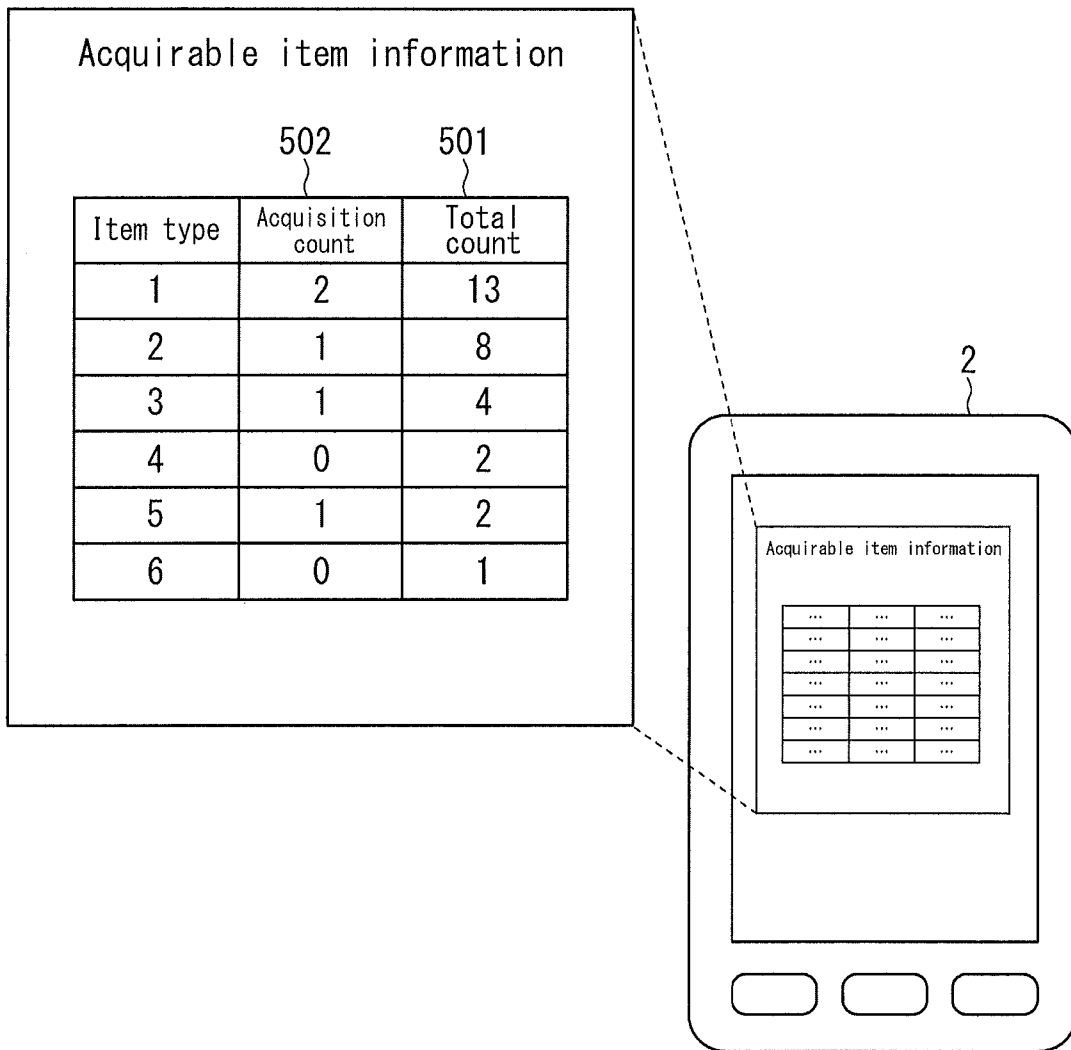 Acquirable item information
502 501
Item type Acquisition count Total count
1 2 13
2 1 8
3 1 4
4 0 2
5 1 2
6 0 1
2
Acquirable item information
... ... ...
... ... ...
... ... ...
... ... ...
... ... ...
... ... ...
... ... ...